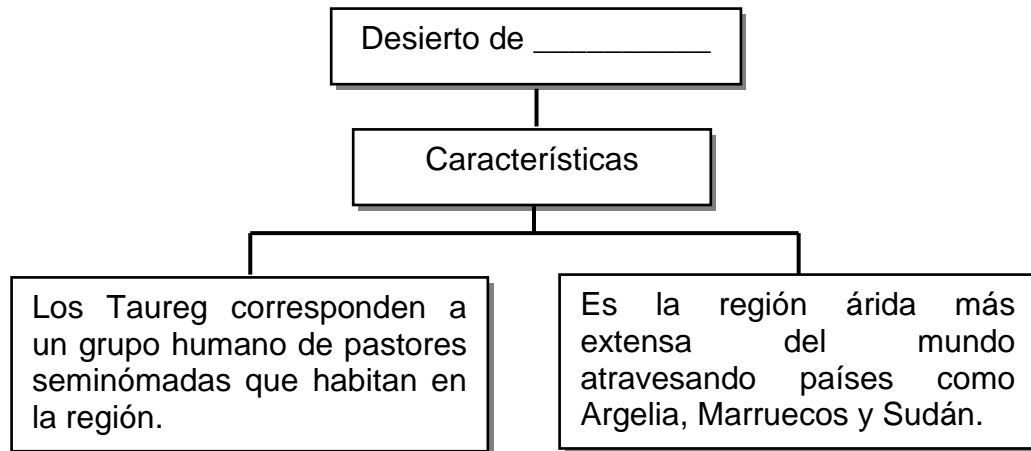 Desierto de __________
Características
Los Taureg corresponden a
un grupo humano de pastores
seminómadas que habitan en
la región.
Es la región árida más
extensa del mundo
atravesando países como
Argelia, Marruecos y Sudán.